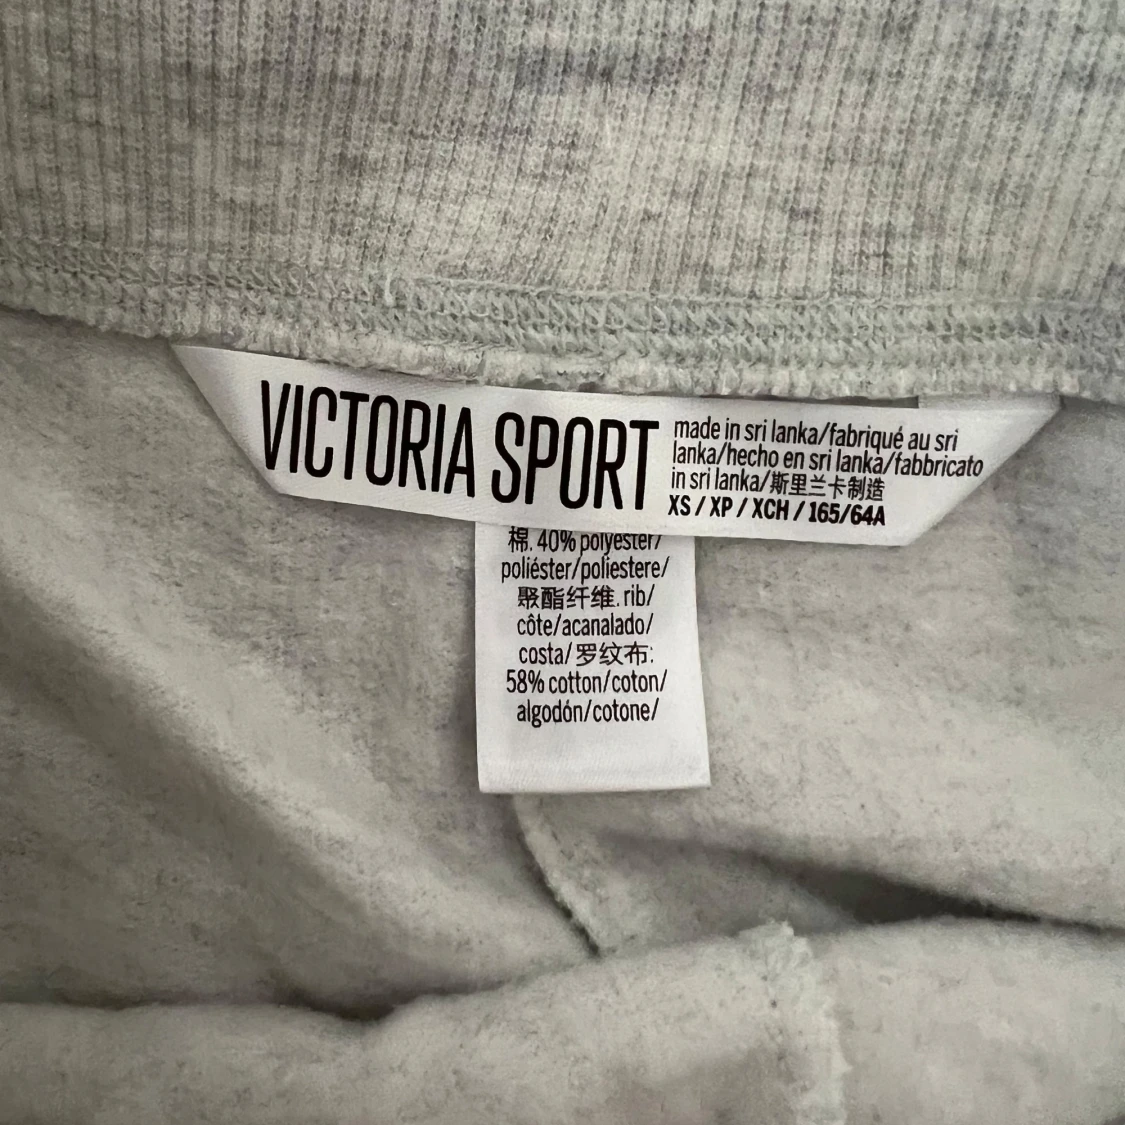 VICTORIA SPORT
made in sri lanka/fabriqué au sri
lanka/hecho en sri lanka/fabbricato
in sri lanka/斯里兰卡制造
XS / XP / XCH / 165/64A
棉. 40% polyester/
poliéster/poliestere/
聚酯纤维. rib/
côte/acanalado/
costa/罗纹布:
58% cotton/coton/
algodón/cotone/